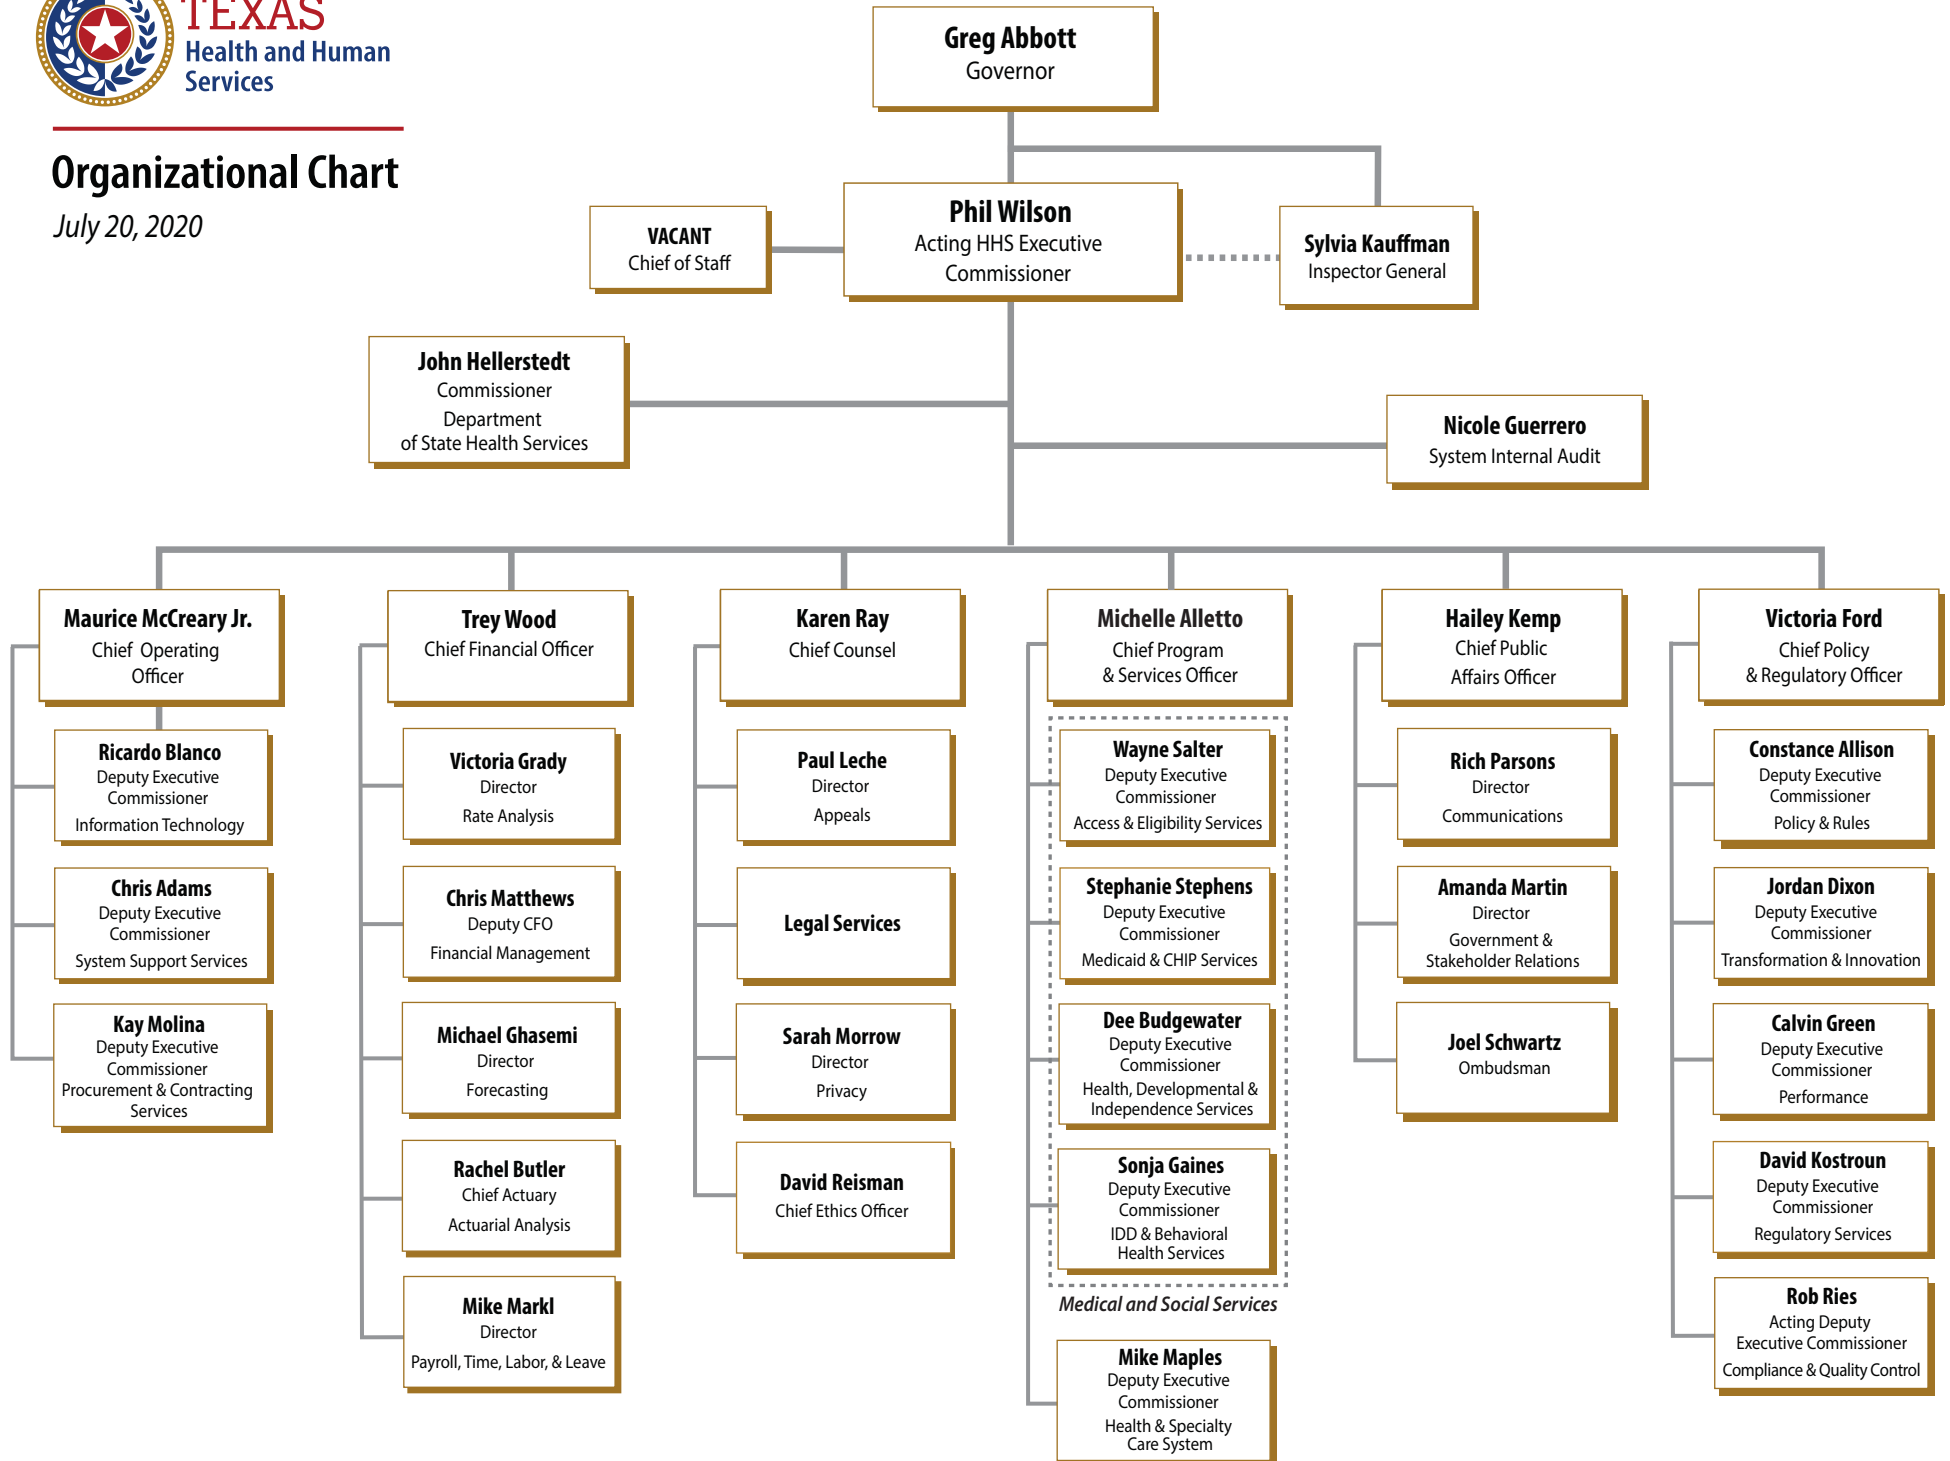 TEXAS
Health and Human
Services
Organizational Chart
July 20, 2020
Greg Abbott
Governor
Phil Wilson
Acting HHS Executive
Commissioner
VACANT
Chief of Staff
Sylvia Kauffman
Inspector General
John Hellerstedt
Commissioner
Department
of State Health Services
Nicole Guerrero
System Internal Audit
Maurice McCreary Jr.
Chief Operating
Officer
Ricardo Blanco
Deputy Executive
Commissioner
Information Technology
Chris Adams
Deputy Executive
Commissioner
System Support Services
Kay Molina
Deputy Executive
Commissioner
Procurement & Contracting
Services
Trey Wood
Chief Financial Officer
Victoria Grady
Director
Rate Analysis
Chris Matthews
Deputy CFO
Financial Management
Michael Ghasemi
Director
Forecasting
Rachel Butler
Chief Actuary
Actuarial Analysis
Mike Markl
Director
Payroll, Time, Labor, & Leave
Karen Ray
Chief Counsel
Paul Leche
Director
Appeals
Legal Services
Sarah Morrow
Director
Privacy
David Reisman
Chief Ethics Officer
Michelle Alletto
Chief Program
& Services Officer
Wayne Salter
Deputy Executive
Commissioner
Access & Eligibility Services
Stephanie Stephens
Deputy Executive
Commissioner
Medicaid & CHIP Services
Dee Budgewater
Deputy Executive
Commissioner
Health, Developmental &
Independence Services
Sonja Gaines
Deputy Executive
Commissioner
IDD & Behavioral
Health Services
Medical and Social Services
Mike Maples
Deputy Executive
Commissioner
Health & Specialty
Care System
Hailey Kemp
Chief Public
Affairs Officer
Rich Parsons
Director
Communications
Amanda Martin
Director
Government &
Stakeholder Relations
Joel Schwartz
Ombudsman
Victoria Ford
Chief Policy
& Regulatory Officer
Constance Allison
Deputy Executive
Commissioner
Policy & Rules
Jordan Dixon
Deputy Executive
Commissioner
Transformation & Innovation
Calvin Green
Deputy Executive
Commissioner
Performance
David Kostroun
Deputy Executive
Commissioner
Regulatory Services
Rob Ries
Acting Deputy
Executive Commissioner
Compliance & Quality Control